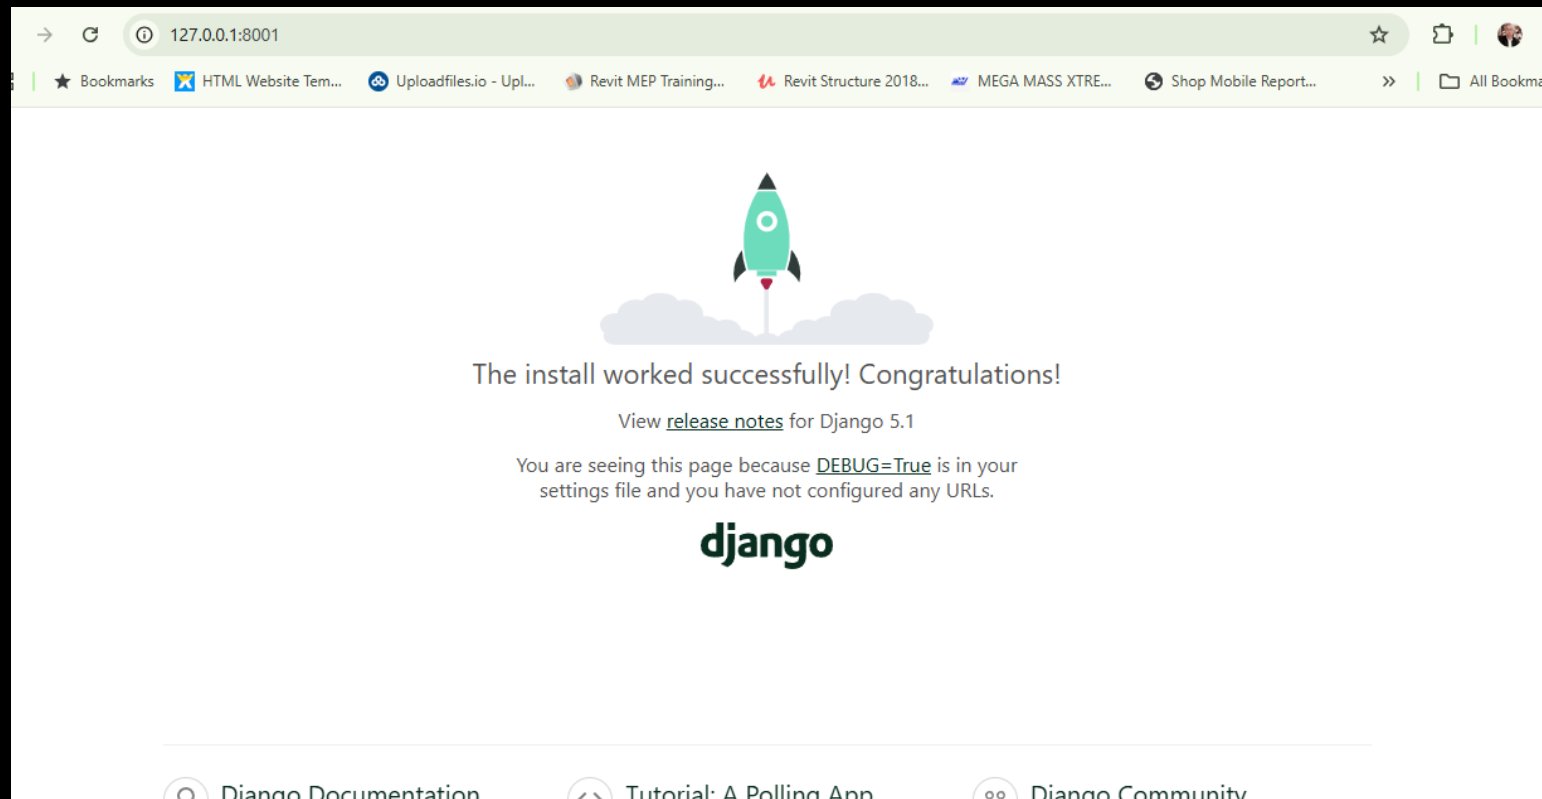 127.0.0.1:8001
Bookmarks HTML Website Tem... Uploadfiles.io - Upl... Revit MEP Training... Revit Structure 2018... MEGA MASS XTRE... Shop Mobile Report... » All Bookma
The install worked successfully! Congratulations!
View release notes for Django 5.1
You are seeing this page because DEBUG=True is in your
settings file and you have not configured any URLs.
django
Django Documentation Tutorial: A Polling App Django Community